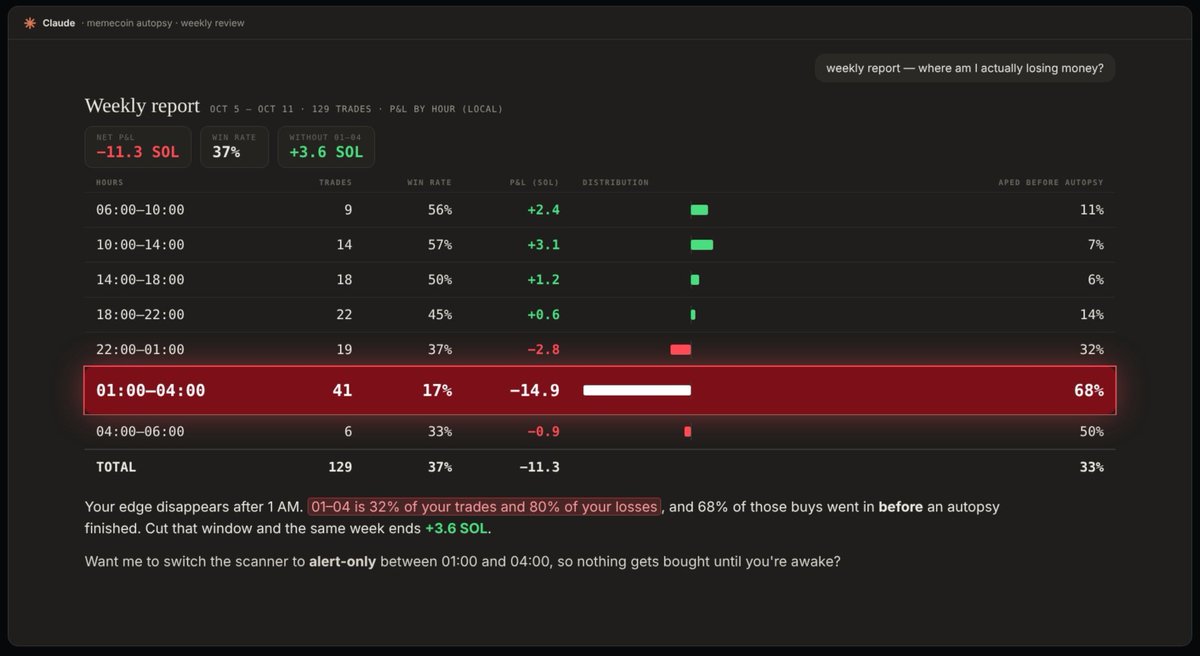 Claude · memecoin autopsy · weekly review
weekly report — where am I actually losing money?
Weekly report OCT 5 – OCT 11 · 129 TRADES · P&L BY HOUR (LOCAL)
NET P&L WIN RATE WITHOUT 01–04
−11.3 SOL 37% +3.6 SOL
HOURS TRADES WIN RATE P&L (SOL) DISTRIBUTION APED BEFORE AUTOPSY
06:00–10:00 9 56% +2.4 11%
10:00–14:00 14 57% +3.1 7%
14:00–18:00 18 50% +1.2 6%
18:00–22:00 22 45% +0.6 14%
22:00–01:00 19 37% −2.8 32%
01:00–04:00 41 17% −14.9 68%
04:00–06:00 6 33% −0.9 50%
TOTAL 129 37% −11.3 33%
Your edge disappears after 1 AM. 01–04 is 32% of your trades and 80% of your losses, and 68% of those buys went in before an autopsy
finished. Cut that window and the same week ends +3.6 SOL.
Want me to switch the scanner to alert-only between 01:00 and 04:00, so nothing gets bought until you're awake?